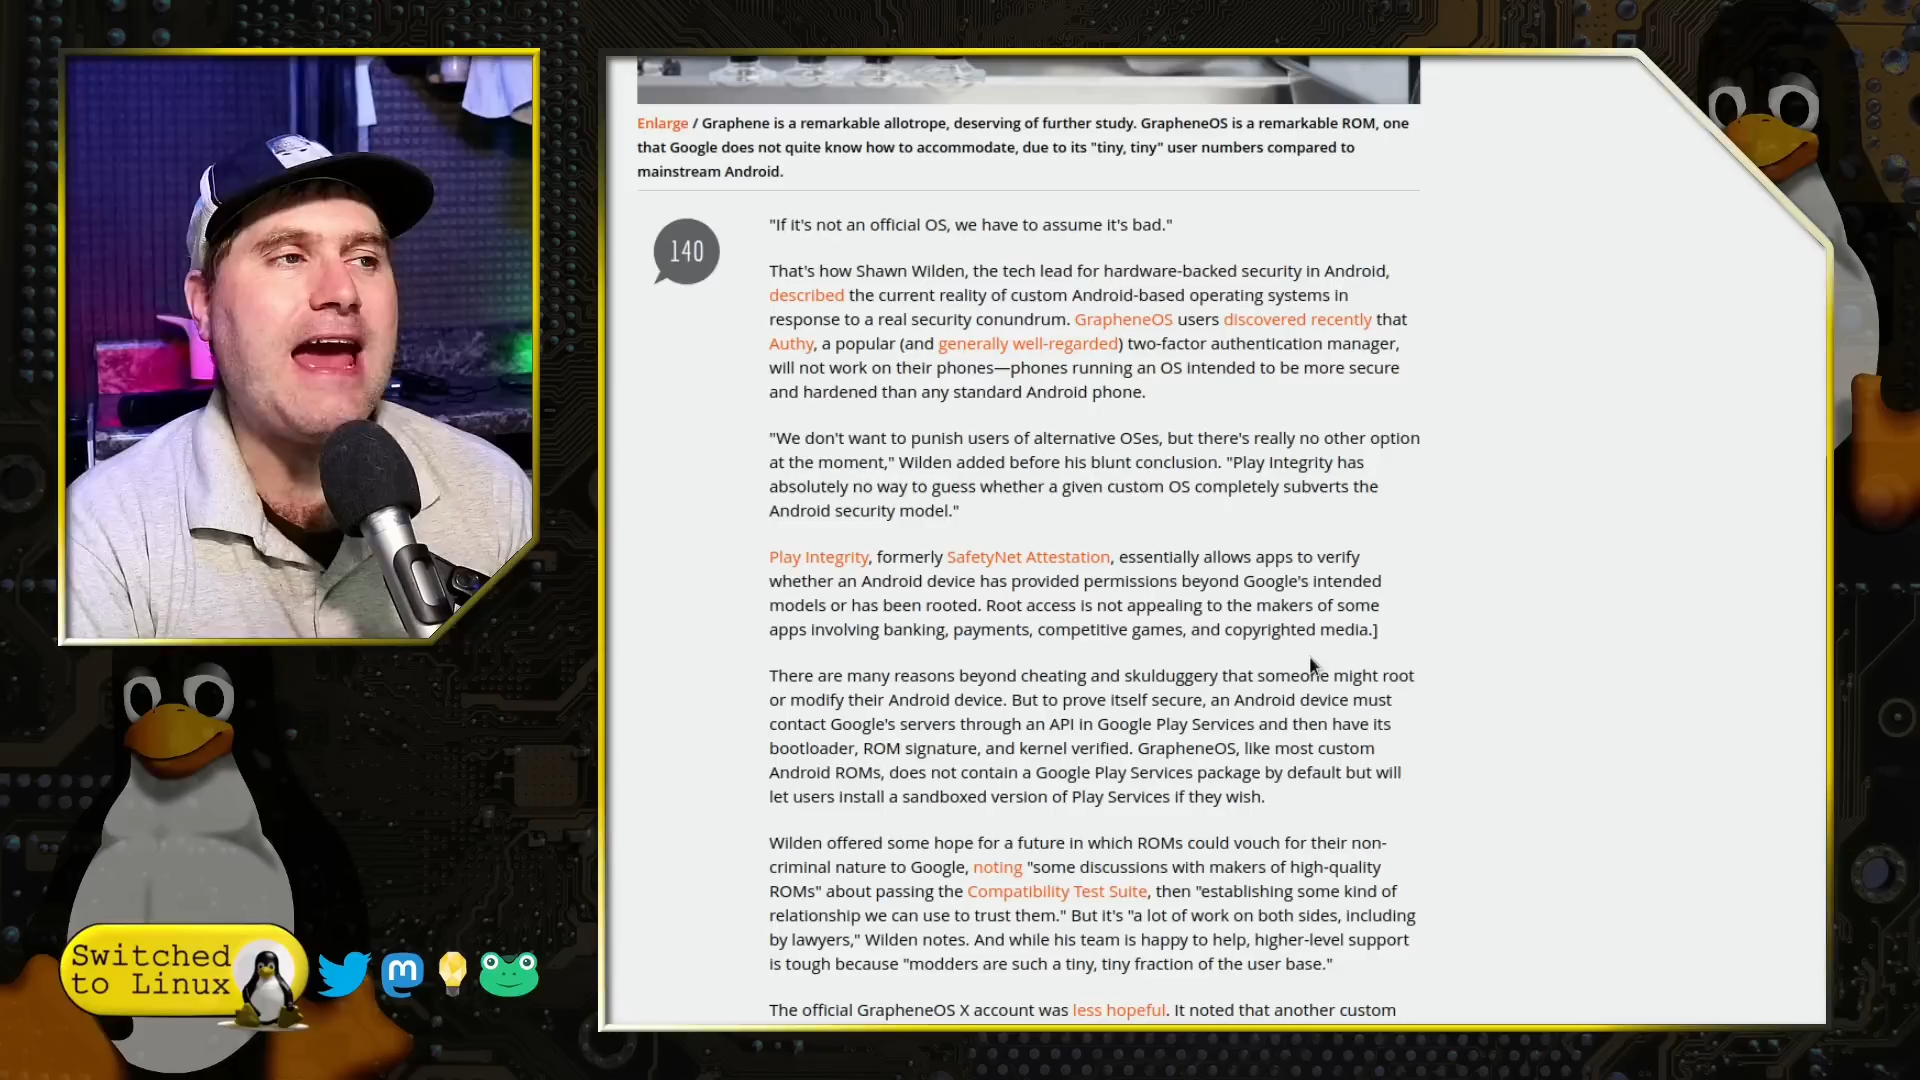 Enlarge / Graphene is a remarkable allotrope, deserving of further study. GrapheneOS is a remarkable ROM, one
that Google does not quite know how to accommodate, due to its "tiny, tiny" user numbers compared to
mainstream Android.
140
"If it's not an official OS, we have to assume it's bad."
That's how Shawn Wilden, the tech lead for hardware-backed security in Android,
described the current reality of custom Android-based operating systems in
response to a real security conundrum. GrapheneOS users discovered recently that
Authy, a popular (and generally well-regarded) two-factor authentication manager,
will not work on their phones—phones running an OS intended to be more secure
and hardened than any standard Android phone.
"We don't want to punish users of alternative OSes, but there's really no other option
at the moment," Wilden added before his blunt conclusion. "Play Integrity has
absolutely no way to guess whether a given custom OS completely subverts the
Android security model."
Play Integrity, formerly SafetyNet Attestation, essentially allows apps to verify
whether an Android device has provided permissions beyond Google's intended
models or has been rooted. Root access is not appealing to the makers of some
apps involving banking, payments, competitive games, and copyrighted media.]
There are many reasons beyond cheating and skulduggery that someone might root
or modify their Android device. But to prove itself secure, an Android device must
contact Google's servers through an API in Google Play Services and then have its
bootloader, ROM signature, and kernel verified. GrapheneOS, like most custom
Android ROMs, does not contain a Google Play Services package by default but will
let users install a sandboxed version of Play Services if they wish.
Wilden offered some hope for a future in which ROMs could vouch for their non-
criminal nature to Google, noting "some discussions with makers of high-quality
ROMs" about passing the Compatibility Test Suite, then "establishing some kind of
relationship we can use to trust them." But it's "a lot of work on both sides, including
by lawyers," Wilden notes. And while his team is happy to help, higher-level support
is tough because "modders are such a tiny, tiny fraction of the user base."
The official GrapheneOS X account was less hopeful. It noted that another custom
Switched
to Linux
m